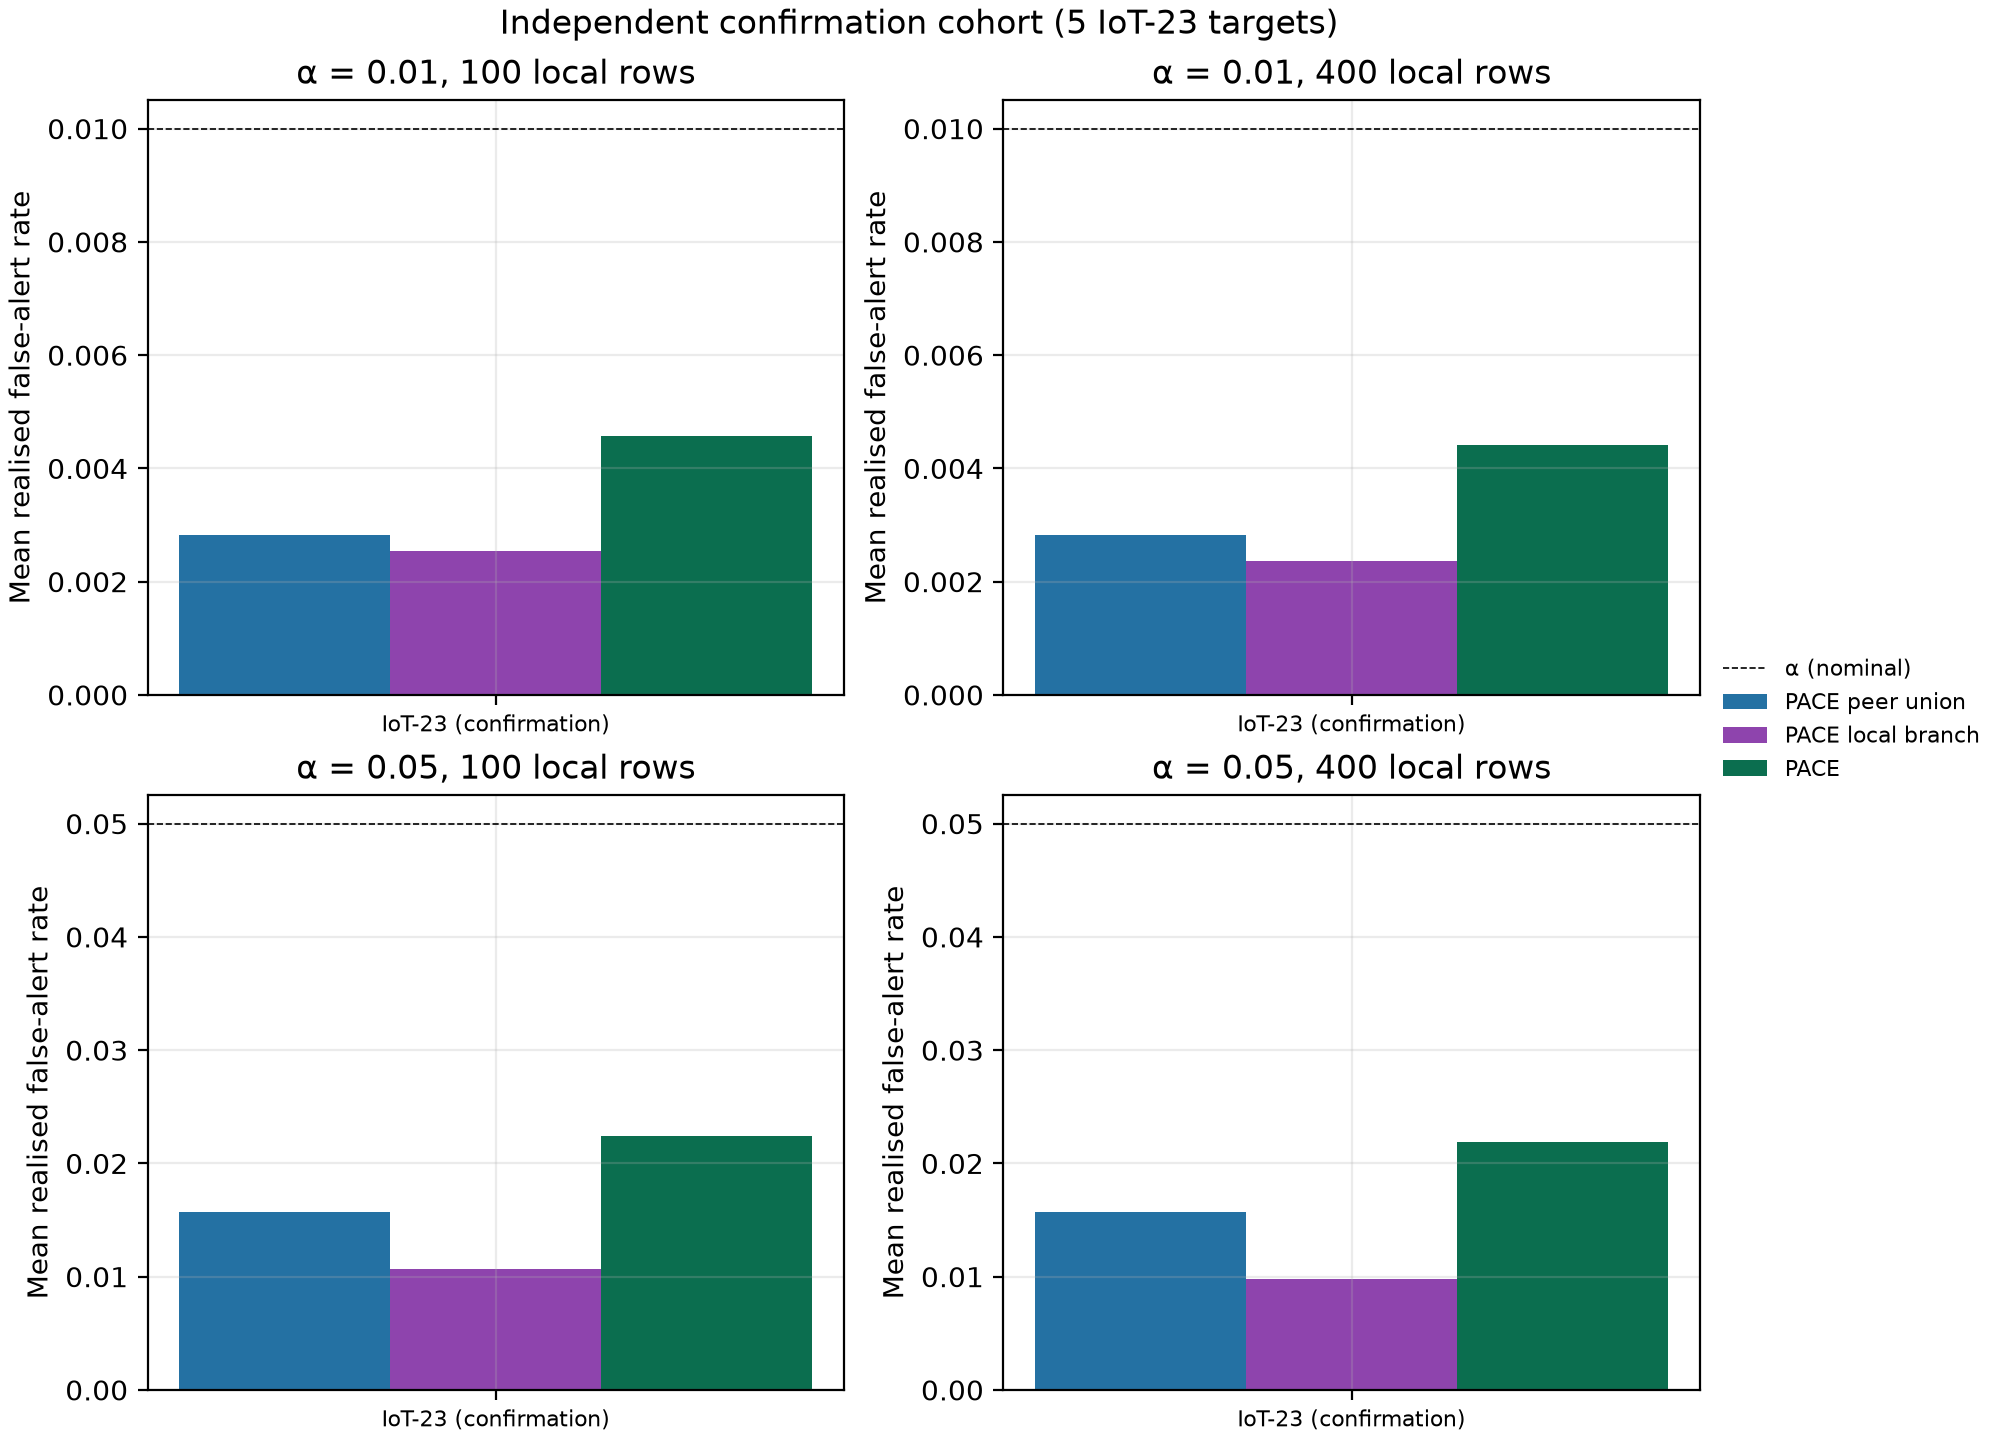 Independent confirmation cohort (5 IoT-23 targets)
α = 0.01, 100 local rows
Mean realised false-alert rate
0.010
0.008
0.006
0.004
0.002
0.000
IoT-23 (confirmation)
α = 0.01, 400 local rows
Mean realised false-alert rate
0.010
0.008
0.006
0.004
0.002
0.000
IoT-23 (confirmation)
α (nominal)
PACE peer union
PACE local branch
PACE
α = 0.05, 100 local rows
Mean realised false-alert rate
0.05
0.04
0.03
0.02
0.01
0.00
IoT-23 (confirmation)
α = 0.05, 400 local rows
Mean realised false-alert rate
0.05
0.04
0.03
0.02
0.01
0.00
IoT-23 (confirmation)